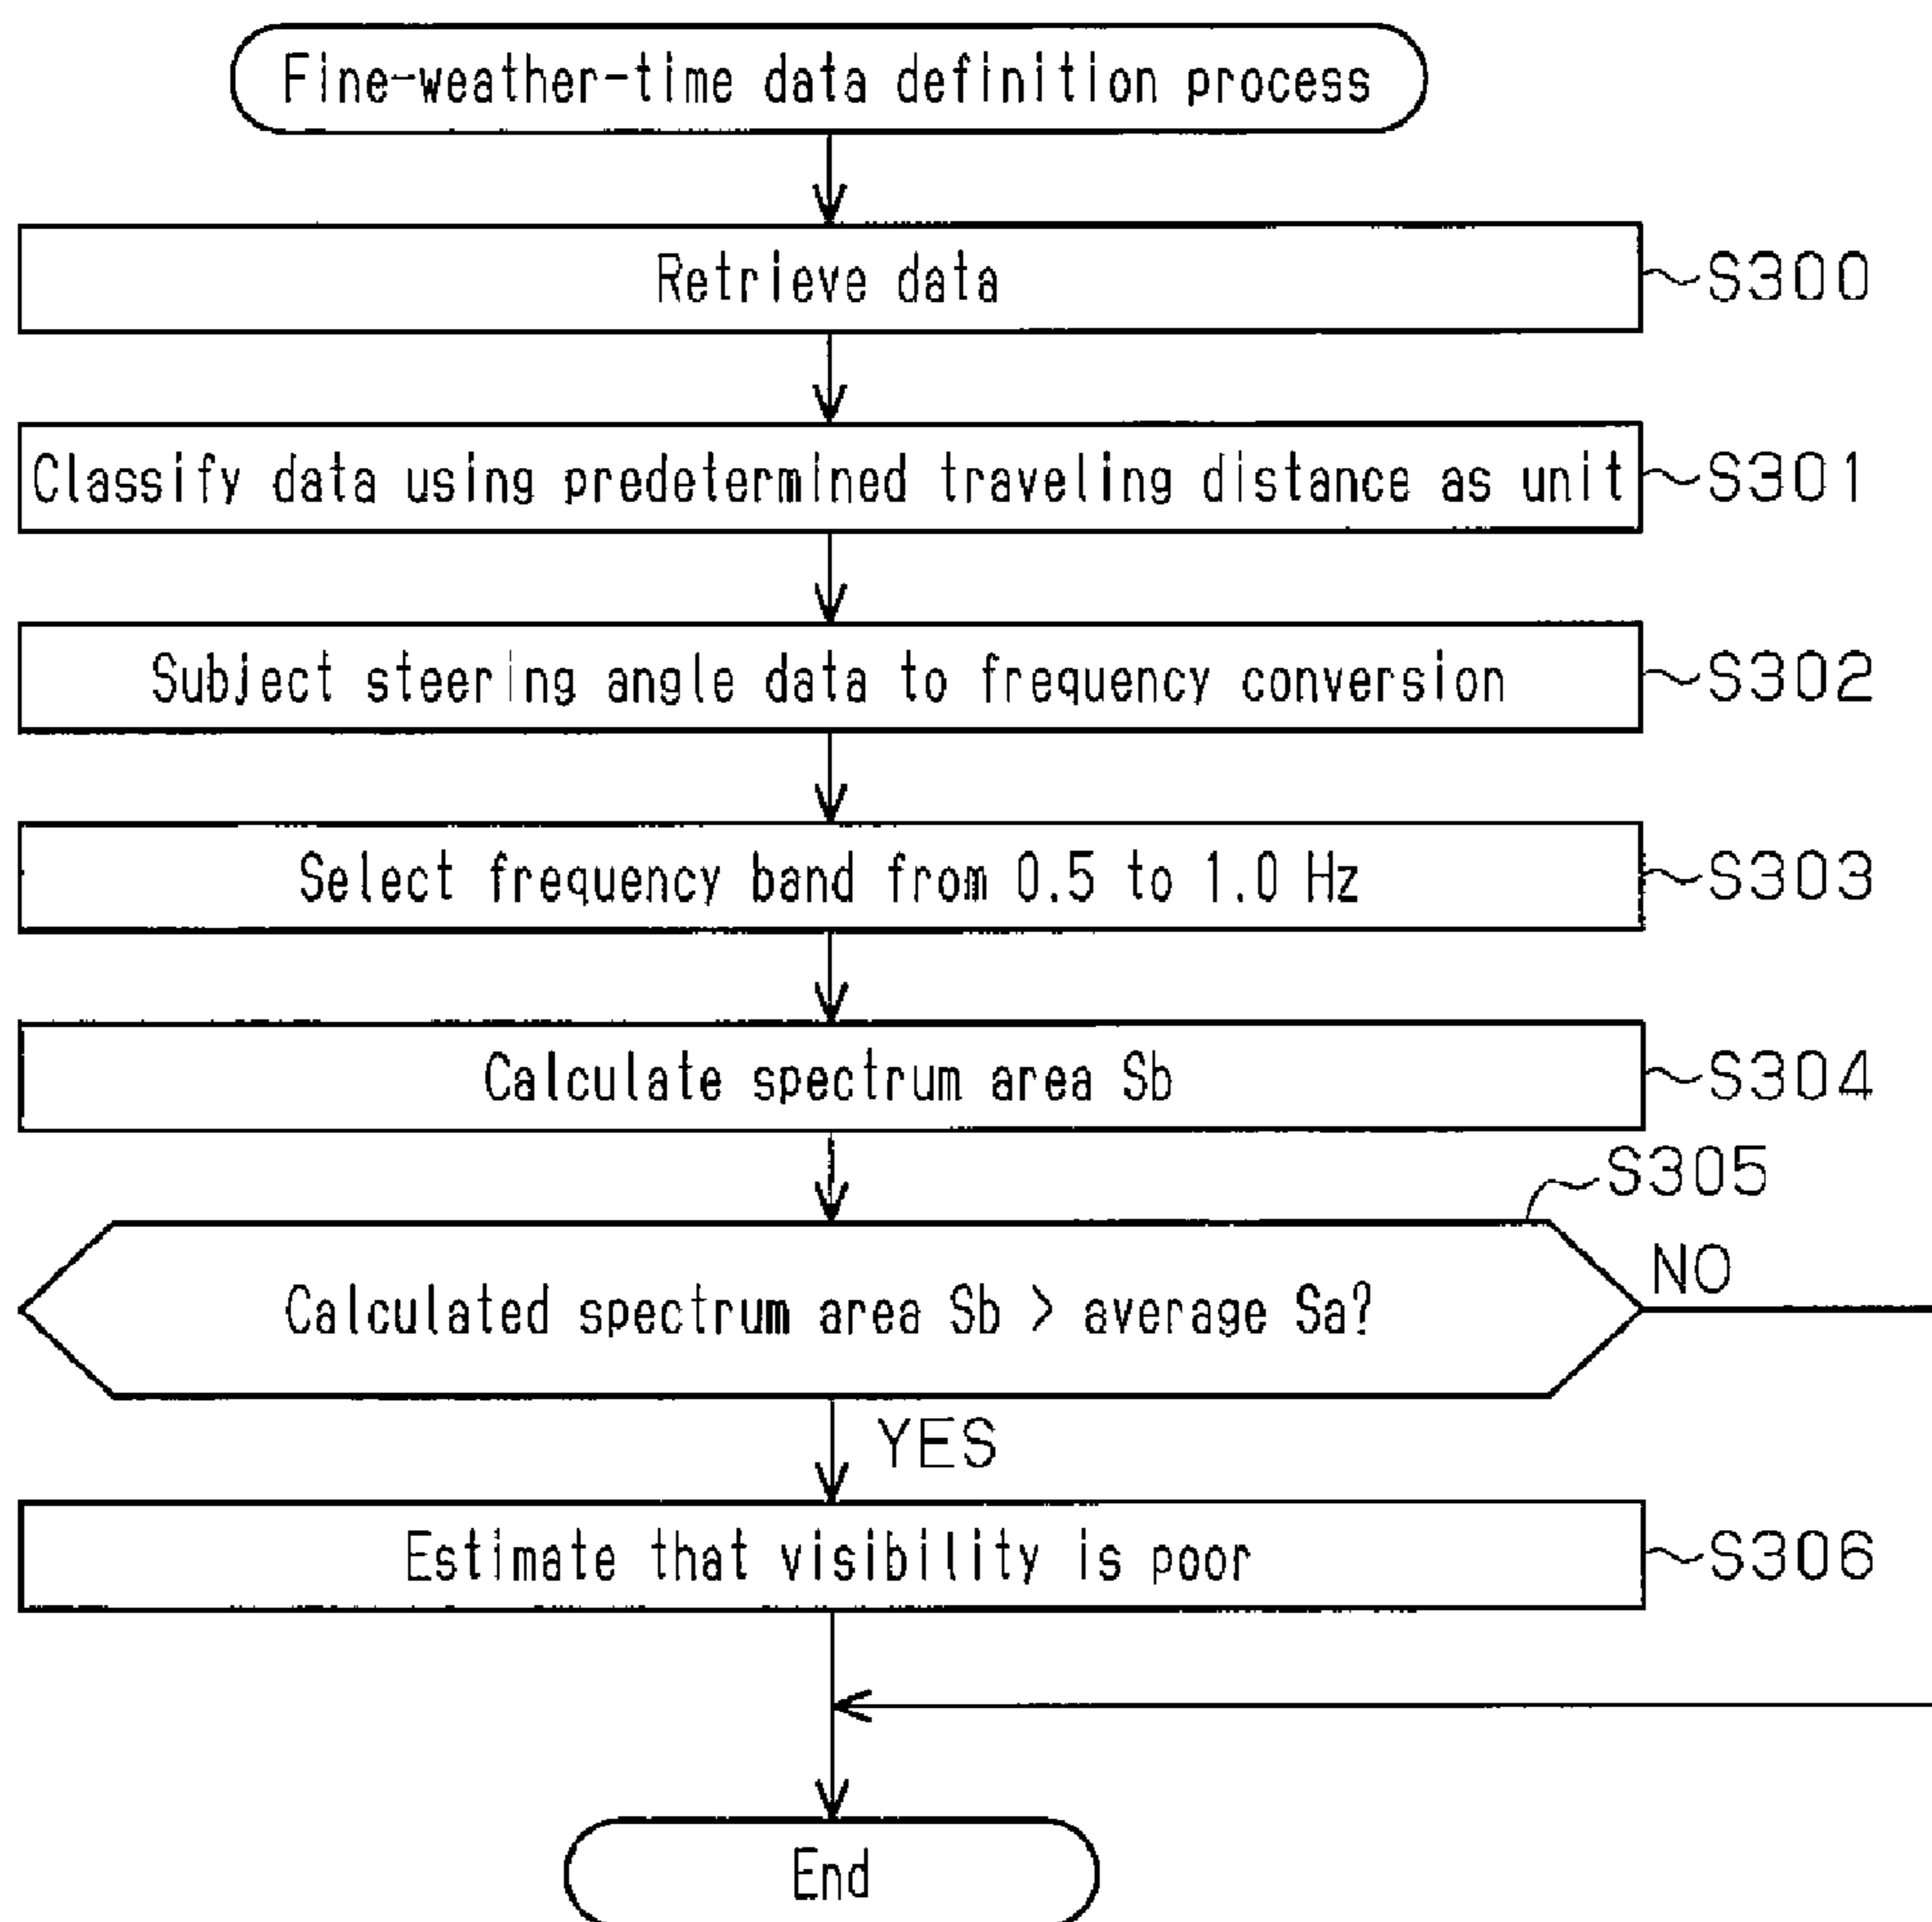 Fine-weather-time data definition process
Retrieve data
S300
Classify data using predetermined traveling distance as unit
S301
Subject steering angle data to frequency conversion
S302
Select frequency band from 0.5 to 1.0 Hz
S303
Calculate spectrum area Sb
S304
S305
Calculated spectrum area Sb > average Sa?
NO
YES
Estimate that visibility is poor
S306
End